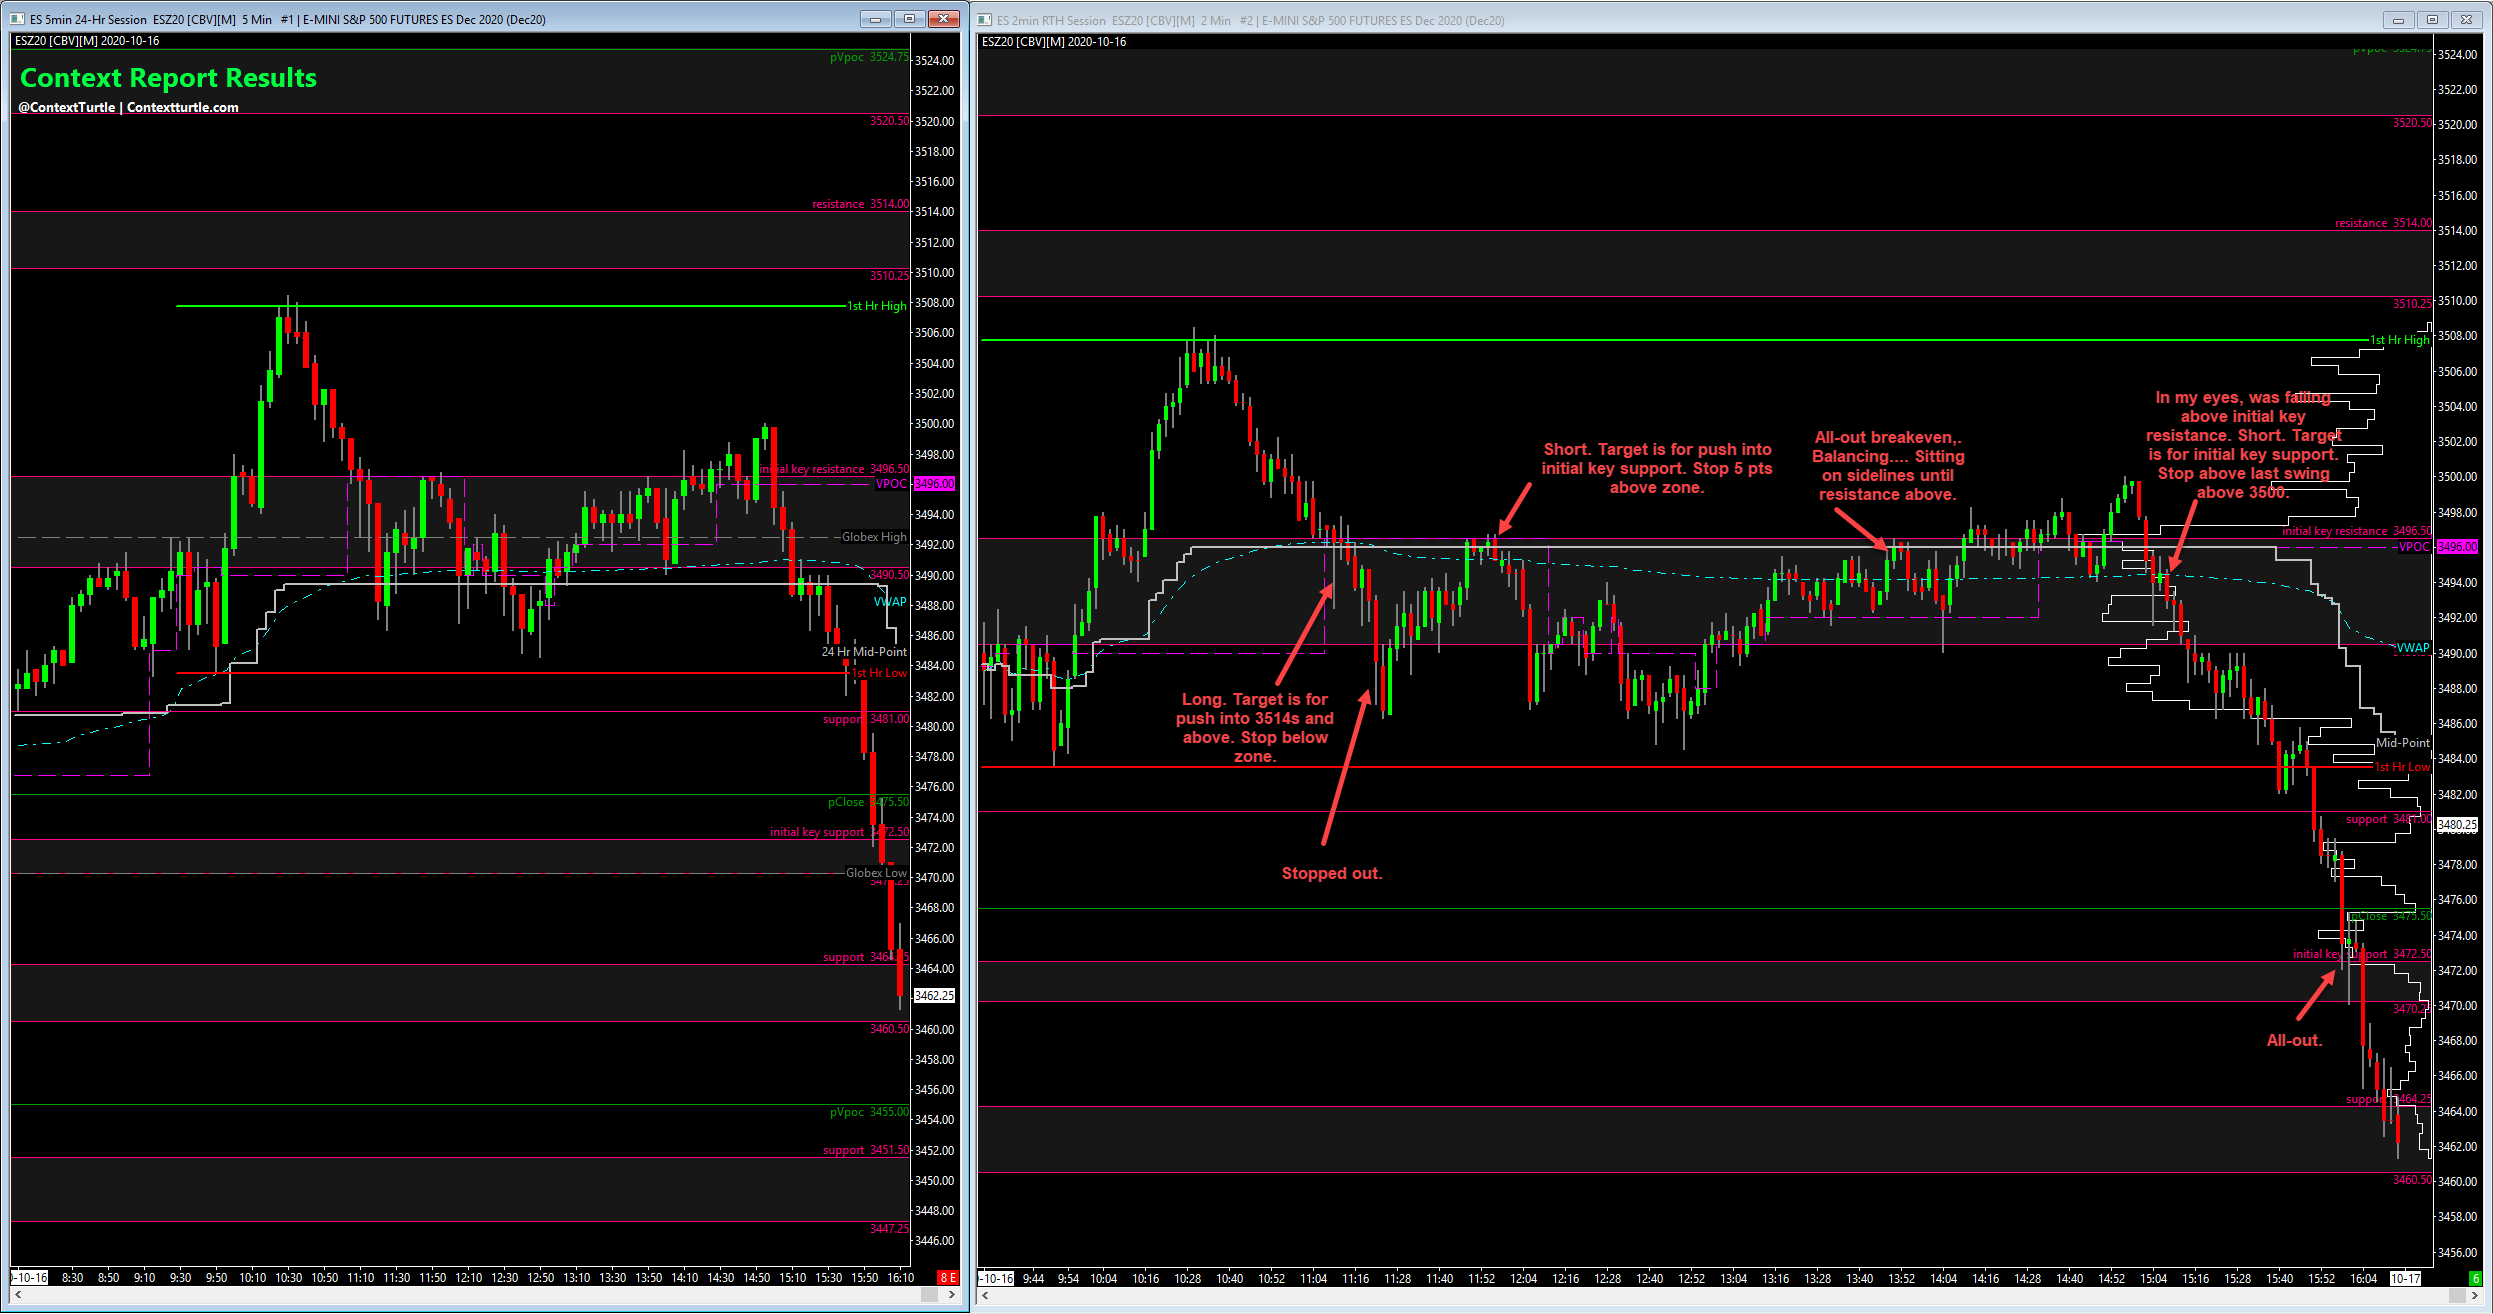 ES 5min 24-Hr Session ESZ20 [CBV][M] 5 Min #1 | E-MINI S&P 500 FUTURES ES Dec 2020 (Dec20)
ESZ20 [CBV][M] 2020-10-16
Context Report Results
@ContextTurtle | Contextturtle.com
pVpoc 3524.75
3520.50
resistance 3514.00
3510.25
1st Hr High
initial key resistance 3496.50
VPOC
Globex High
3490.50
VWAP
24 Hr Mid-Point
1st Hr Low
support 3481.00
pClose 3475.50
initial key support 3472.50
Globex Low
support
3460.50
pVpoc 3455.00
support 3451.50
3447.25
3524.00
3522.00
3520.00
3518.00
3516.00
3514.00
3512.00
3510.00
3508.00
3506.00
3504.00
3502.00
3500.00
3498.00
3496.00
3494.00
3492.00
3490.00
3488.00
3486.00
3484.00
3482.00
3480.00
3478.00
3476.00
3474.00
3472.00
3470.00
3468.00
3466.00
3464.00
3462.25
3460.00
3458.00
3456.00
3454.00
3452.00
3450.00
3448.00
3446.00
-10-16 8:30 8:50 9:10 9:30 9:50 10:10 10:30 10:50 11:10 11:30 11:50 12:10 12:30 12:50 13:10 13:30 13:50 14:10 14:30 14:50 15:10 15:30 15:50 16:10 8 E
ES 2min RTH Session ESZ20 [CBV][M] 2 Min #2 | E-MINI S&P 500 FUTURES ES Dec 2020 (Dec20)
ESZ20 [CBV][M] 2020-10-16
pVpoc 3524.75
3520.50
resistance 3514.00
3510.25
1st Hr High
In my eyes, was failing
above initial key
resistance. Short. Target
is for initial key support.
Stop above last swing
above 3500.
All-out breakeven,.
Balancing.... Sitting
on sidelines until
resistance above.
Short. Target is for push into
initial key support. Stop 5 pts
above zone.
initial key resistance 3496.50
VPOC
VWAP
Long. Target is for
push into 3514s and
above. Stop below
zone.
Mid-Point
1st Hr Low
support 3481.00
Stopped out.
pClose 3475.50
initial key support 3472.50
3470.25
All-out.
support 3464.25
3460.50
3524.00
3522.00
3520.00
3518.00
3516.00
3514.00
3512.00
3510.00
3508.00
3506.00
3504.00
3502.00
3500.00
3498.00
3496.00
3494.00
3492.00
3490.00
3488.00
3486.00
3484.00
3482.00
3480.25
3478.00
3476.00
3474.00
3472.00
3470.00
3468.00
3466.00
3464.00
3462.00
3460.00
3458.00
3456.00
-10-16 9:44 9:54 10:04 10:16 10:28 10:40 10:52 11:04 11:16 11:28 11:40 11:52 12:04 12:16 12:28 12:40 12:52 13:04 13:16 13:28 13:40 13:52 14:04 14:16 14:28 14:40 14:52 15:04 15:16 15:28 15:40 15:52 16:04 10-17 6